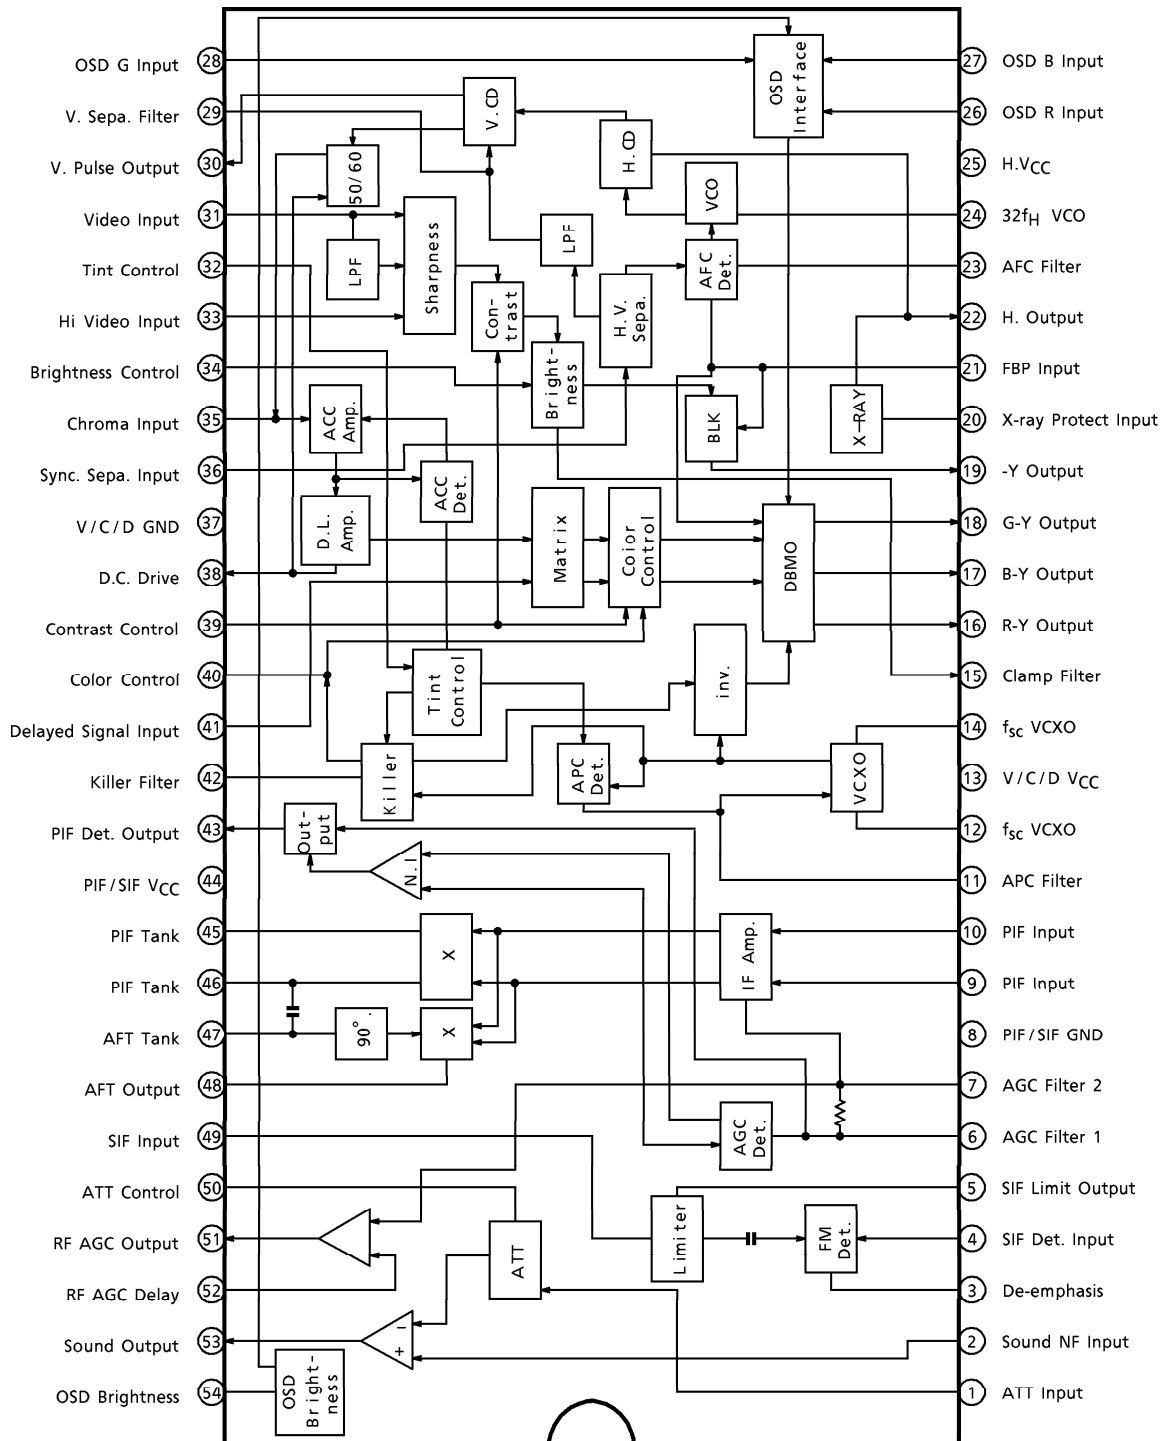 OSD G Input 28
V. Sepa. Filter 29
V. Pulse Output 30
Video Input 31
Tint Control 32
Hi Video Input 33
Brightness Control 34
Chroma Input 35
Sync. Sepa. Input 36
V/C/D GND 37
D.C. Drive 38
Contrast Control 39
Color Control 40
Delayed Signal Input 41
Killer Filter 42
PIF Det. Output 43
PIF/SIF VCC 44
PIF Tank 45
PIF Tank 46
AFT Tank 47
AFT Output 48
SIF Input 49
ATT Control 50
RF AGC Output 51
RF AGC Delay 52
Sound Output 53
OSD Brightness 54
OSD
Interface
V.CD
H.CD
50/60
VCO
LPF
Sharpness
LPF
AFC
Det.
Con-
trast
H.V.
Sepa.
Bright-
ness
ACC
Amp.
BLK
X-RAY
ACC
Det.
D.L.
Amp.
Matrix
Coior
Control
DBMO
Tint
Control
inv.
Killer
APC
Det.
VCXO
Out-
put
N.I
X
IF Amp.
90°.
X
AGC
Det.
ATT
Limiter
FM
Det.
+ –
OSD
Bright-
ness
27 OSD B Input
26 OSD R Input
25 H.VCC
24 32fH VCO
23 AFC Filter
22 H. Output
21 FBP Input
20 X-ray Protect Input
19 -Y Output
18 G-Y Output
17 B-Y Output
16 R-Y Output
15 Clamp Filter
14 fsc VCXO
13 V/C/D VCC
12 fsc VCXO
11 APC Filter
10 PIF Input
9 PIF Input
8 PIF/SIF GND
7 AGC Filter 2
6 AGC Filter 1
5 SIF Limit Output
4 SIF Det. Input
3 De-emphasis
2 Sound NF Input
1 ATT Input